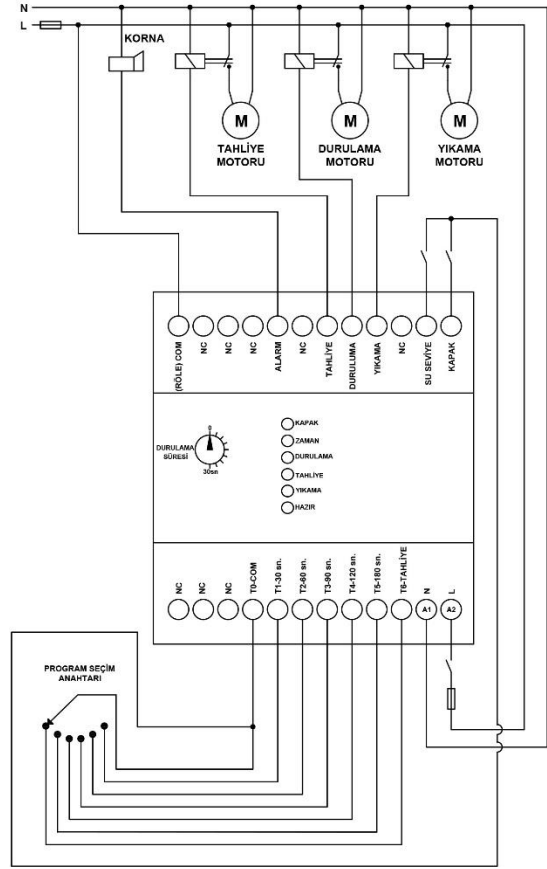 N
L
KORNA
M
TAHLİYE
MOTORU
M
DURULAMA
MOTORU
M
YIKAMA
MOTORU
(RÖLE) COM
NC
NC
NC
ALARM
NC
TAHLİYE
DURULUMA
YIKAMA
NC
SU SEVİYE
KAPAK
DURULAMA
SÜRESİ
0
30sn
KAPAK
ZAMAN
DURULAMA
TAHLİYE
YIKAMA
HAZIR
NC
NC
NC
T0-COM
T1-30 sn.
T2-60 sn.
T3-90 sn.
T4-120 sn.
T5-180 sn.
T6-TAHLİYE
N
L
A1
A2
PROGRAM SEÇİM
ANAHTARI